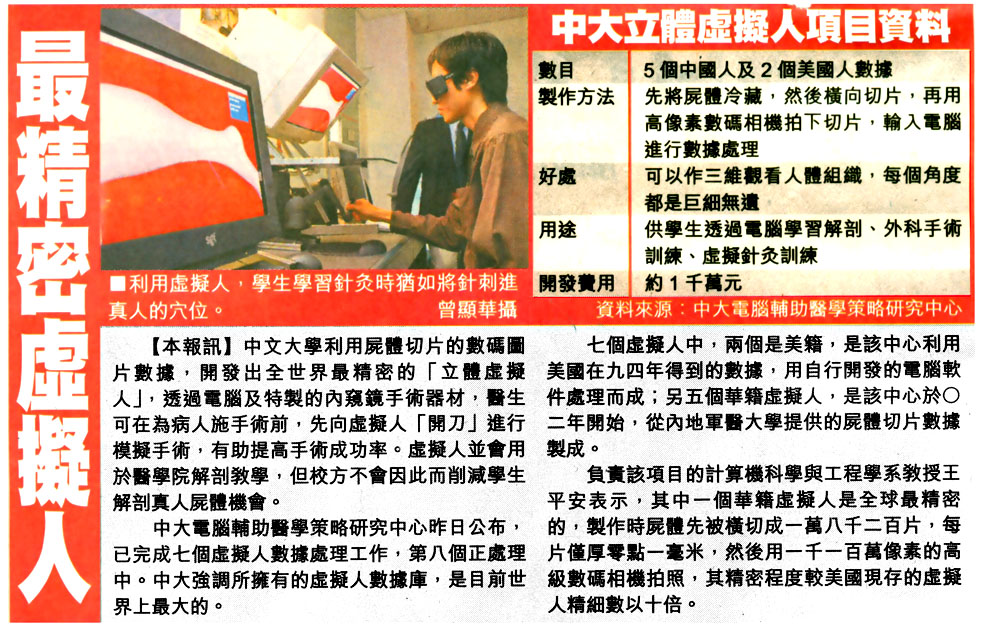 最精密虛擬人
■利用虛擬人，學生學習針灸時猶如將針刺進
真人的穴位。 曾顯華攝
中大立體虛擬人項目資料
數目 5個中國人及2個美國人數據
製作方法 先將屍體冷藏，然後橫向切片，再用
高像素數碼相機拍下切片，輸入電腦
進行數據處理
好處 可以作三維觀看人體組織，每個角度
都是巨細無遺
用途 供學生透過電腦學習解剖、外科手術
訓練、虛擬針灸訓練
開發費用 約1千萬元
資料來源：中大電腦輔助醫學策略研究中心
【本報訊】中文大學利用屍體切片的數碼圖
片數據，開發出全世界最精密的「立體虛擬
人」，透過電腦及特製的內窺鏡手術器材，醫生
可在為病人施手術前，先向虛擬人「開刀」進行
模擬手術，有助提高手術成功率。虛擬人並會用
於醫學院解剖教學，但校方不會因此而削減學生
解剖真人屍體機會。
中大電腦輔助醫學策略研究中心昨日公布，
已完成七個虛擬人數據處理工作，第八個正處理
中。中大強調所擁有的虛擬人數據庫，是目前世
界上最大的。
七個虛擬人中，兩個是美籍，是該中心利用
美國在九四年得到的數據，用自行開發的電腦軟
件處理而成；另五個華籍虛擬人，是該中心於〇
二年開始，從內地軍醫大學提供的屍體切片數據
製成。
負責該項目的計算機科學與工程學系教授王
平安表示，其中一個華籍虛擬人是全球最精密
的，製作時屍體先被橫切成一萬八千二百片，每
片僅厚零點一毫米，然後用一千一百萬像素的高
級數碼相機拍照，其精密程度較美國現存的虛擬
人精細數以十倍。